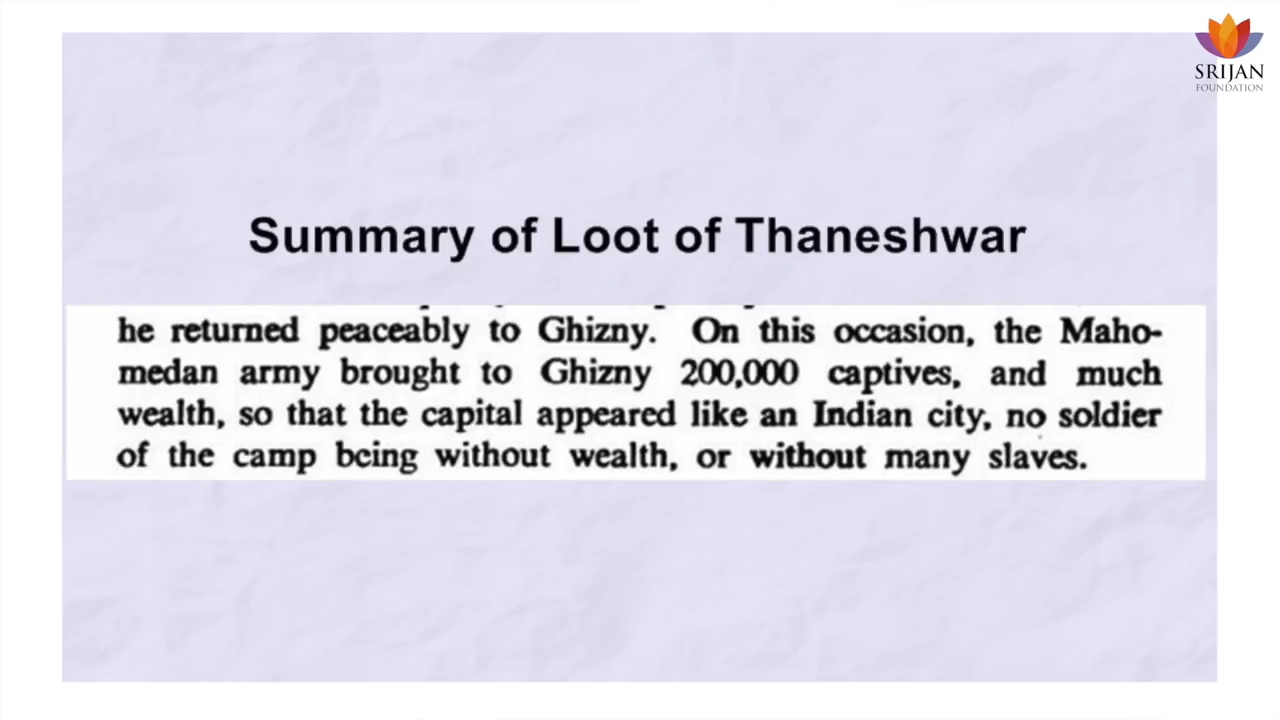 SRIJAN
FOUNDATION
Summary of Loot of Thaneshwar
he returned peaceably to Ghizny. On this occasion, the Maho-
medan army brought to Ghizny 200,000 captives, and much
wealth, so that the capital appeared like an Indian city, no soldier
of the camp being without wealth, or without many slaves.